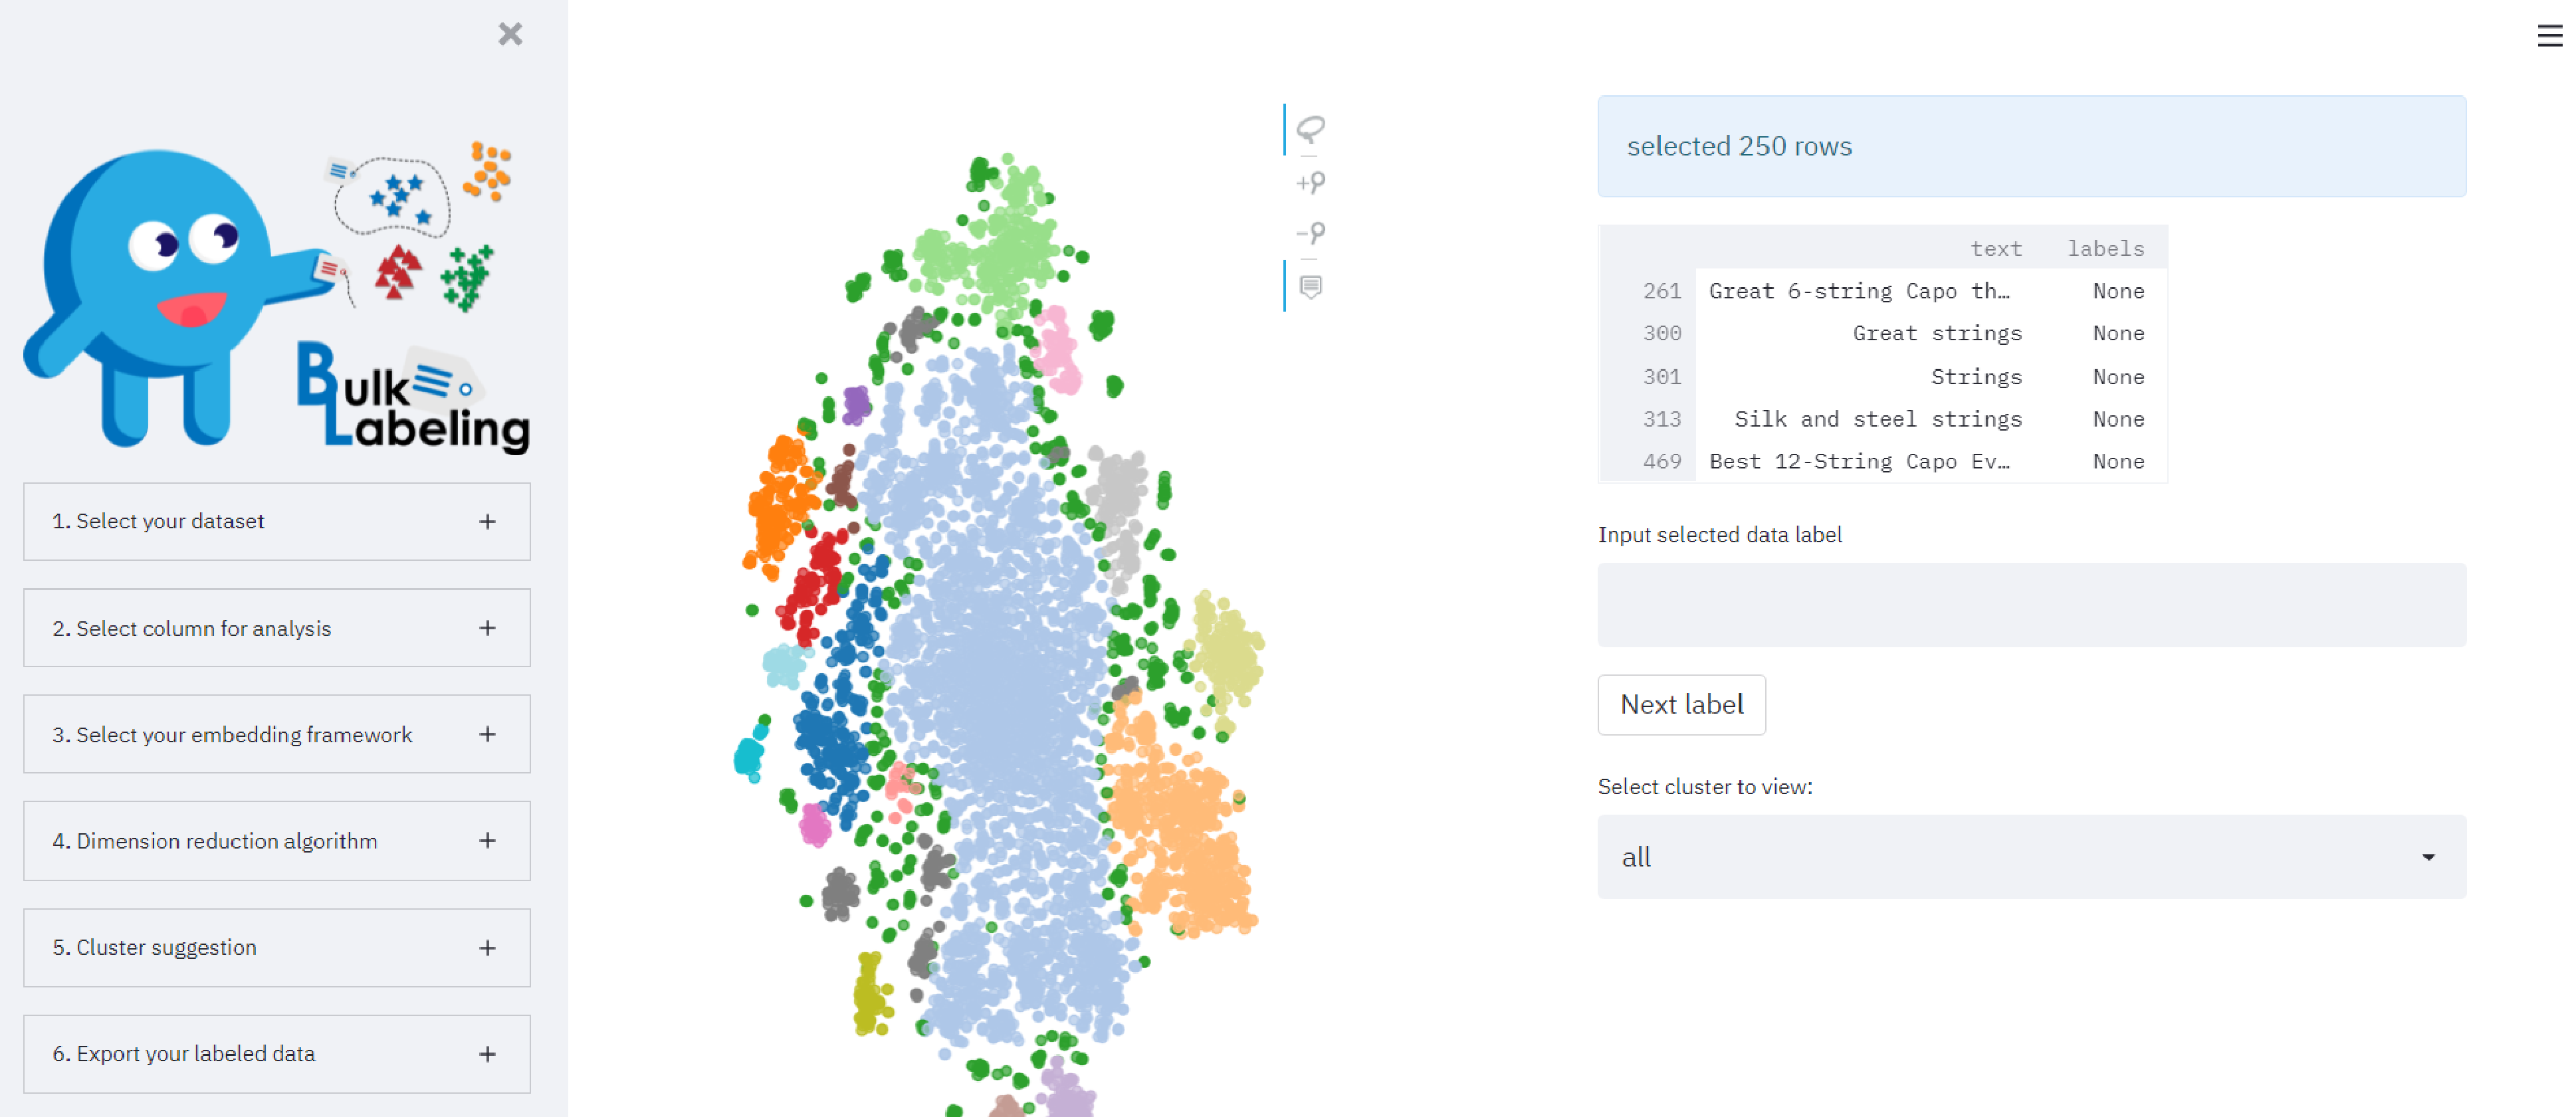 Bulk
Labeling
1. Select your dataset +
2. Select column for analysis +
3. Select your embedding framework +
4. Dimension reduction algorithm +
5. Cluster suggestion +
6. Export your labeled data +
selected 250 rows
text labels
261 Great 6-string Capo th… None
300 Great strings None
301 Strings None
313 Silk and steel strings None
469 Best 12-String Capo Ev… None
Input selected data label
Next label
Select cluster to view:
all